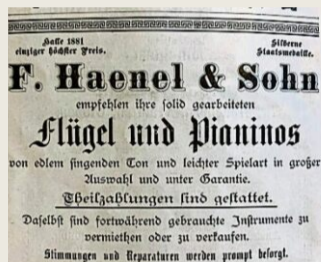 Halle 1881
einziger höchster Preis.
Silberne
Staatsmedaille.
F. Haenel & Sohn
empfehlen ihre solid gearbeiteten
Flügel und Pianinos
von edlem singenden Ton und leichter Spielart in großer
Auswahl und unter Garantie.
Theilzahlungen sind gestattet.
Daselbst sind fortwährend gebrauchte Instrumente zu
vermiethen oder zu verkaufen.
Stimmungen und Reparaturen werden prompt besorgt.